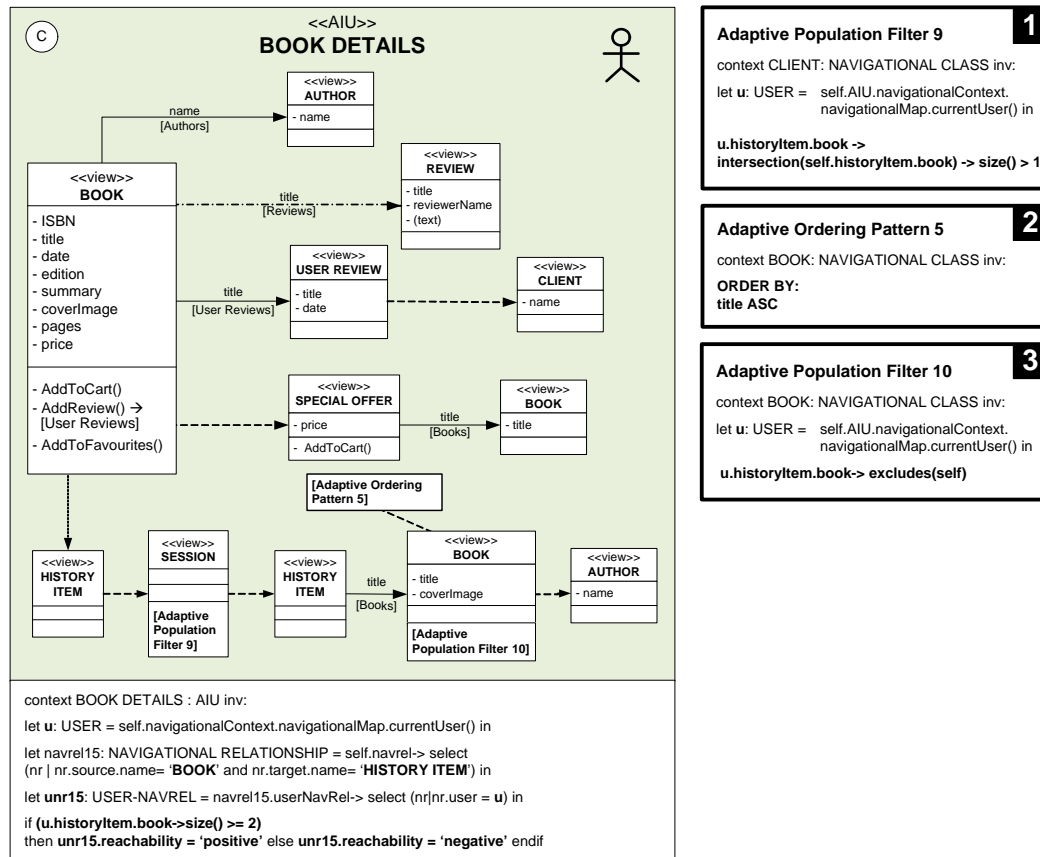 C
<<AIU>>
BOOK DETAILS
<<view>>
AUTHOR
- name
name
[Authors]
<<view>>
BOOK
- ISBN
- title
- date
- edition
- summary
- coverImage
- pages
- price
- AddToCart()
- AddReview() →
[User Reviews]
- AddToFavourites()
title
[Reviews]
<<view>>
REVIEW
- title
- reviewerName
- (text)
title
[User Reviews]
<<view>>
USER REVIEW
- title
- date
<<view>>
CLIENT
- name
<<view>>
SPECIAL OFFER
- price
- AddToCart()
title
[Books]
<<view>>
BOOK
- title
[Adaptive Ordering
Pattern 5]
<<view>>
HISTORY
ITEM
<<view>>
SESSION
[Adaptive
Population
Filter 9]
<<view>>
HISTORY
ITEM
title
[Books]
<<view>>
BOOK
- title
- coverImage
[Adaptive
Population Filter 10]
<<view>>
AUTHOR
- name
context BOOK DETAILS : AIU inv:
let u: USER = self.navigationalContext.navigationalMap.currentUser() in
let navrel15: NAVIGATIONAL RELATIONSHIP = self.navrel-> select
(nr | nr.source.name= ‘BOOK’ and nr.target.name= ‘HISTORY ITEM’) in
let unr15: USER-NAVREL = navrel15.userNavRel-> select (nr|nr.user = u) in
if (u.historyItem.book->size() >= 2)
then unr15.reachability = ‘positive’ else unr15.reachability = ‘negative’ endif
1
Adaptive Population Filter 9
context CLIENT: NAVIGATIONAL CLASS inv:
let u: USER = self.AIU.navigationalContext.
navigationalMap.currentUser() in
u.historyItem.book ->
intersection(self.historyItem.book) -> size() > 1
2
Adaptive Ordering Pattern 5
context BOOK: NAVIGATIONAL CLASS inv:
ORDER BY:
title ASC
3
Adaptive Population Filter 10
context BOOK: NAVIGATIONAL CLASS inv:
let u: USER = self.AIU.navigationalContext.
navigationalMap.currentUser() in
u.historyItem.book-> excludes(self)